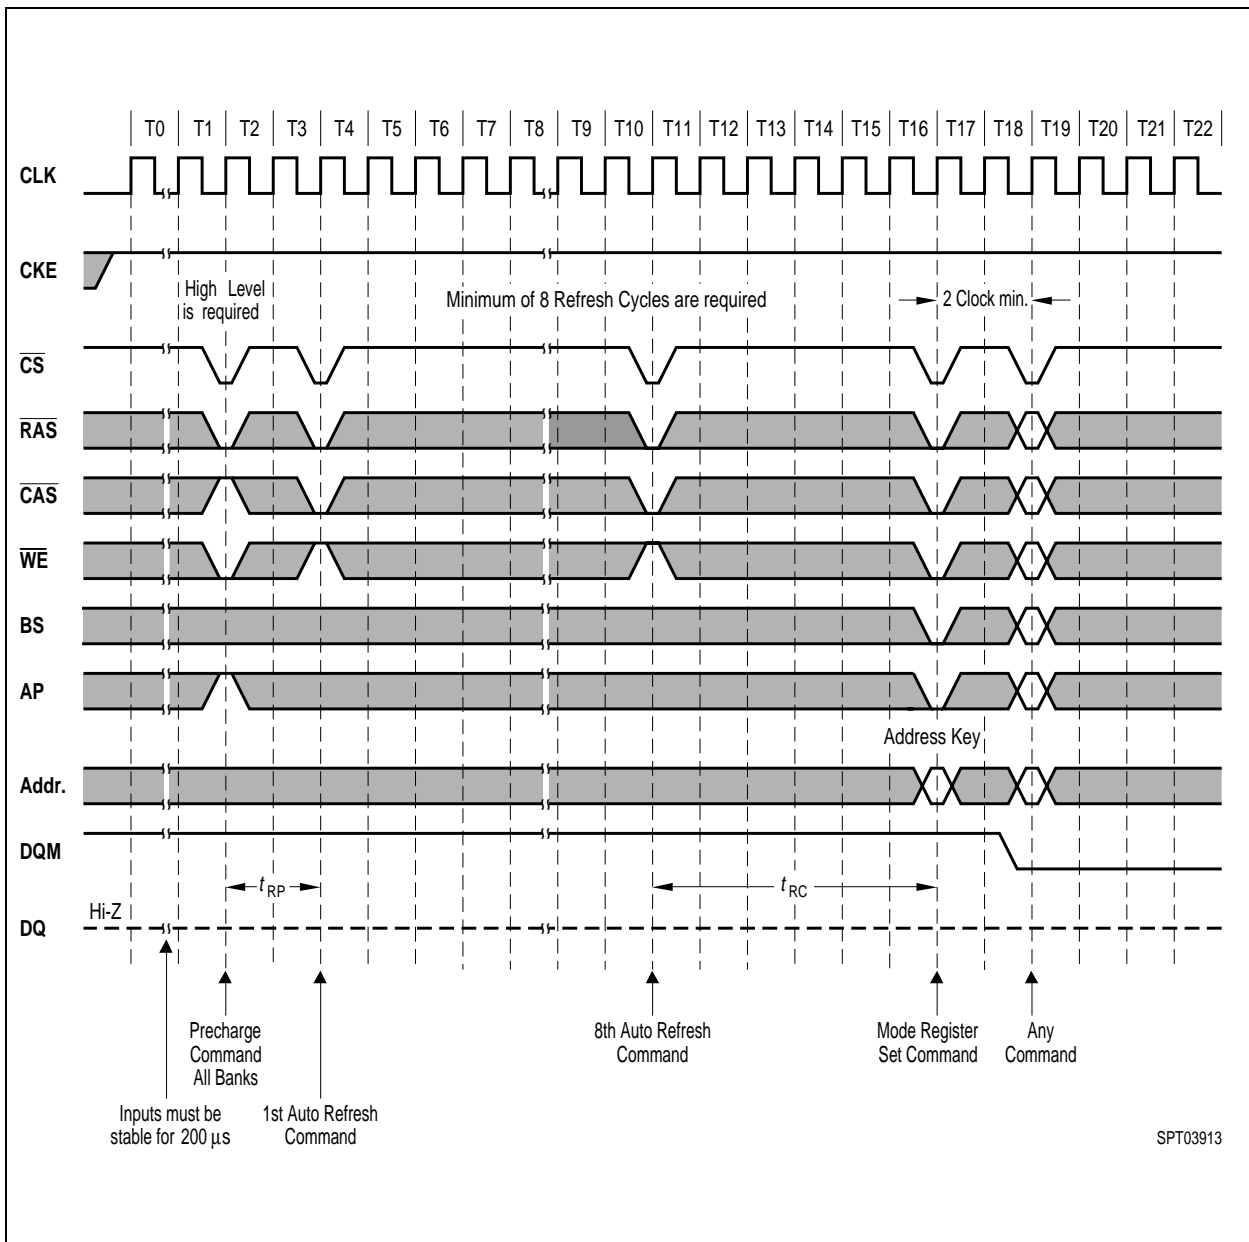 T0 T1 T2 T3 T4 T5 T6 T7 T8 T9 T10 T11 T12 T13 T14 T15 T16 T17 T18 T19 T20 T21 T22
CLK
CKE
High Level
is required
Minimum of 8 Refresh Cycles are required
2 Clock min.
CS
RAS
CAS
WE
BS
AP
Address Key
Addr.
DQM
tRP
tRC
Hi-Z
DQ
Precharge
Command
All Banks
8th Auto Refresh
Command
Mode Register
Set Command
Any
Command
Inputs must be
stable for 200 µs
1st Auto Refresh
Command
SPT03913